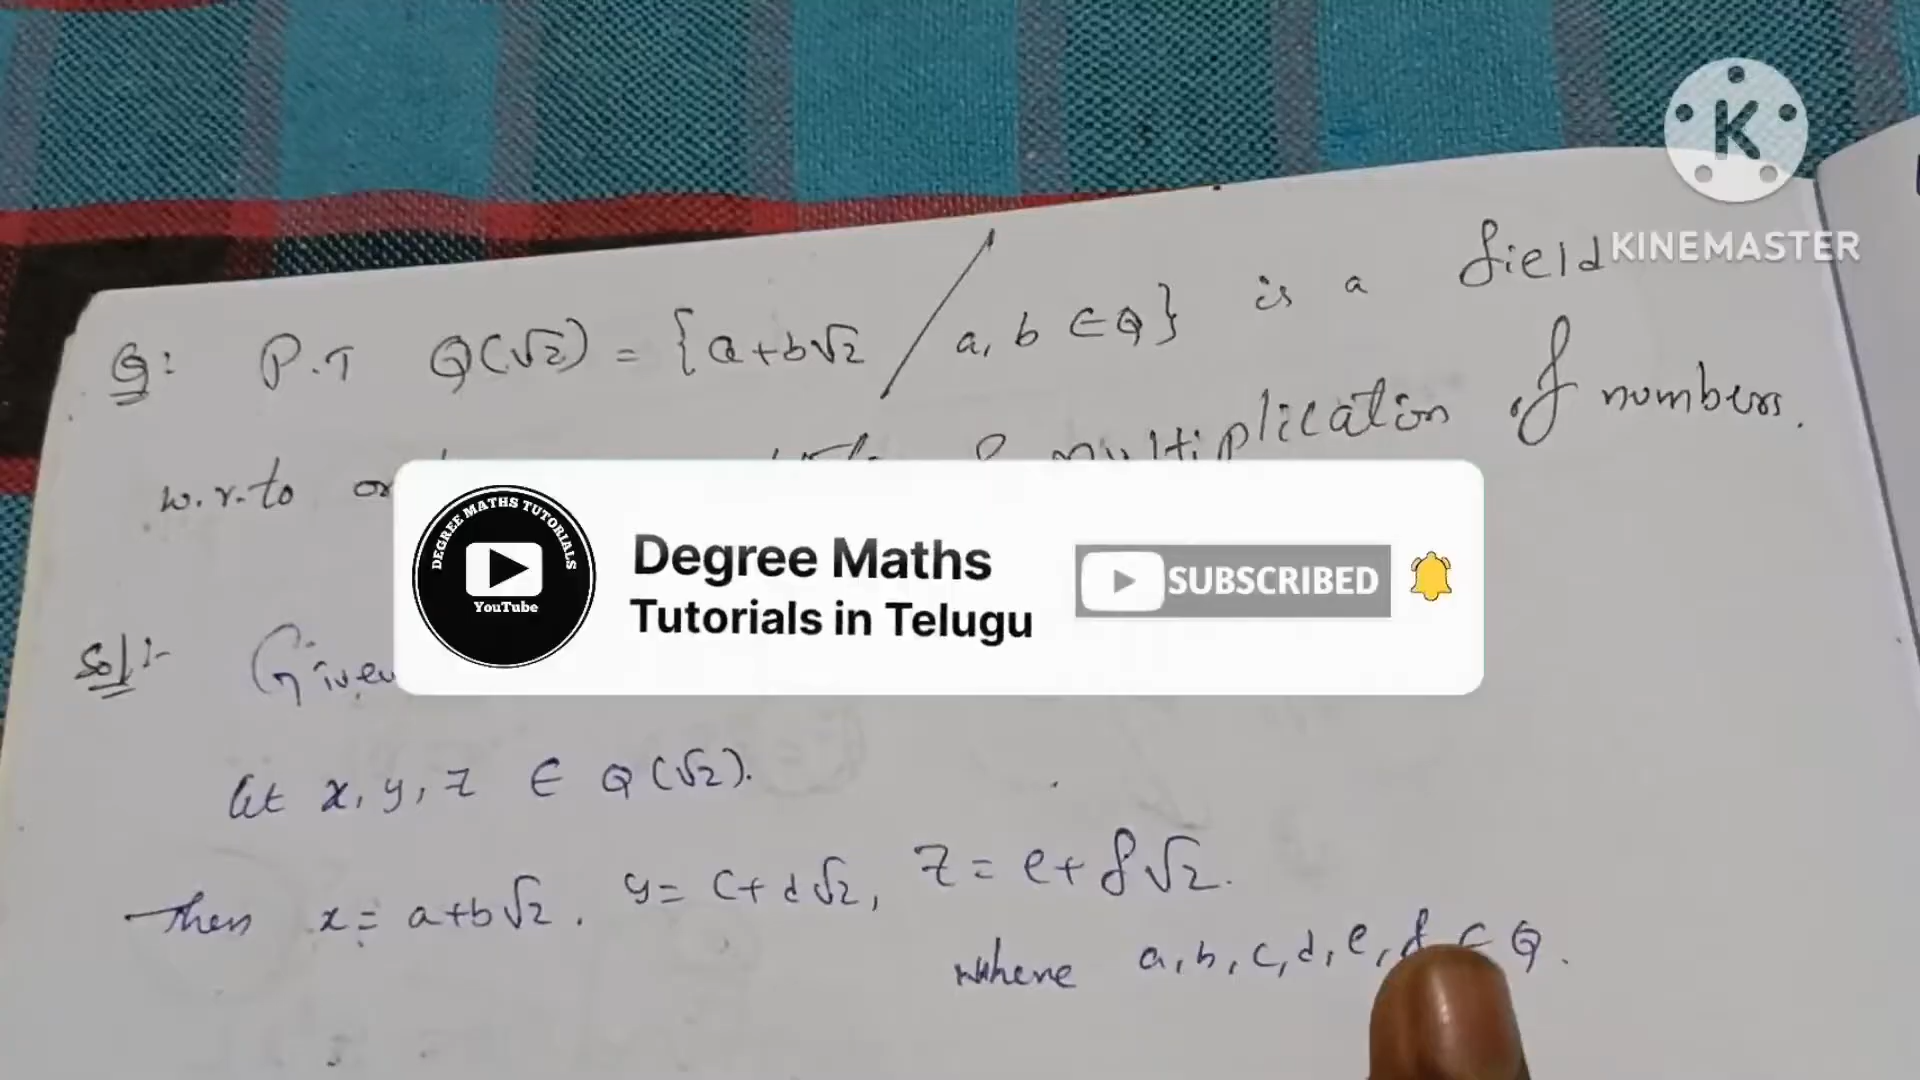 K
KINEMASTER
Q: P.T Q(√2) = {a+b√2 / a, b ∈ Q} is a field
w.r.to & multiplication of numbers.
DEGREE MATHS TUTORIALS
YouTube
Degree Maths
Tutorials in Telugu
SUBSCRIBED
Sol:- Given
let x, y, z ∈ Q(√2).
Then x = a+b√2. y = c+d√2, z = e+f√2.
where a, b, c, d, e, f ∈ Q.